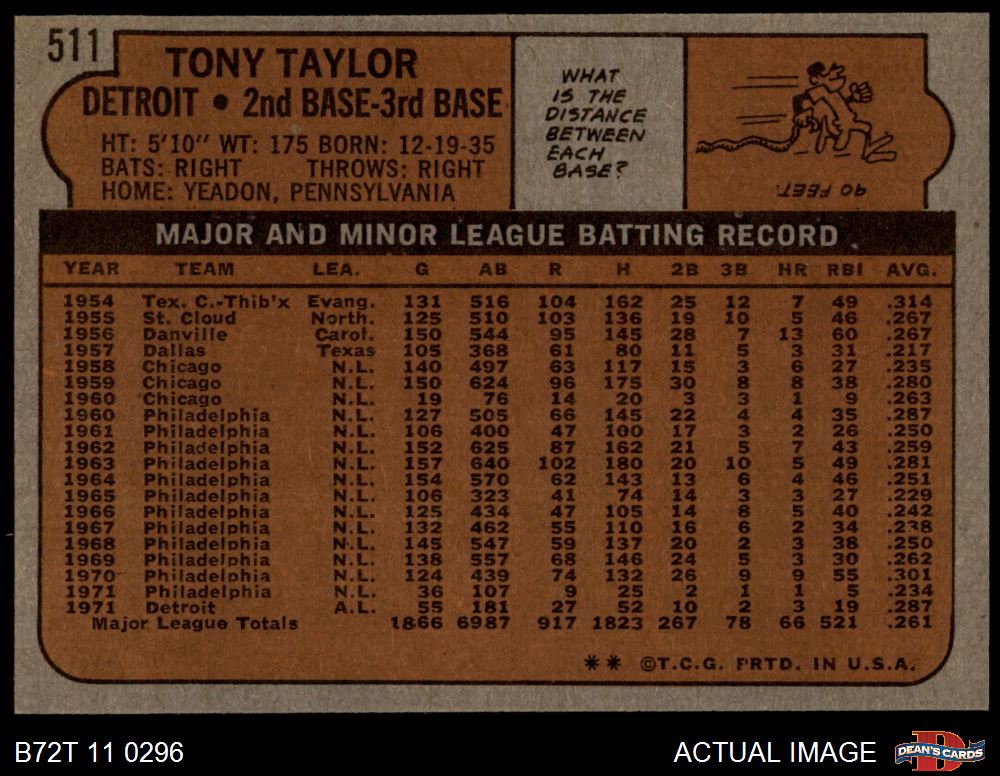 511
TONY TAYLOR
DETROIT • 2nd BASE-3rd BASE
HT: 5'10" WT: 175 BORN: 12-19-35
BATS: RIGHT THROWS: RIGHT
HOME: YEADON, PENNSYLVANIA
WHAT
IS THE
DISTANCE
BETWEEN
EACH
BASE?
90 FEET.
MAJOR AND MINOR LEAGUE BATTING RECORD
YEAR TEAM LEA. G AB R H 2B 3B HR RBI AVG.
1954 Tex. C.-Thib'x Evang. 131 516 104 162 25 12 7 49 .314
1955 St. Cloud North. 125 510 103 136 19 10 5 46 .267
1956 Danville Carol. 150 544 95 145 28 7 13 60 .267
1957 Dallas Texas 105 368 61 80 11 5 3 31 .217
1958 Chicago N.L. 140 497 63 117 15 3 6 27 .235
1959 Chicago N.L. 150 624 96 175 30 8 8 38 .280
1960 Chicago N.L. 19 76 14 20 3 3 1 9 .263
1960 Philadelphia N.L. 127 505 66 145 22 4 4 35 .287
1961 Philadelphia N.L. 106 400 47 100 17 3 2 26 .250
1962 Philadelphia N.L. 152 625 87 162 21 5 7 43 .259
1963 Philadelphia N.L. 157 640 102 180 20 10 5 49 .281
1964 Philadelphia N.L. 154 570 62 143 13 6 4 46 .251
1965 Philadelphia N.L. 106 323 41 74 14 3 3 27 .229
1966 Philadelphia N.L. 125 434 47 105 14 8 5 40 .242
1967 Philadelphia N.L. 132 462 55 110 16 6 2 34 .238
1968 Philadelphia N.L. 145 547 59 137 20 2 3 38 .250
1969 Philadelphia N.L. 138 557 68 146 24 5 3 30 .262
1970 Philadelphia N.L. 124 439 74 132 26 9 9 55 .301
1971 Philadelphia N.L. 36 107 9 25 2 1 1 5 .234
1971 Detroit A.L. 55 181 27 52 10 2 3 19 .287
Major League Totals 1866 6987 917 1823 267 78 66 521 .261
** ©T.C.G. PRTD. IN U.S.A.
B72T 11 0296
ACTUAL IMAGE
D
DEAN'S CARDS